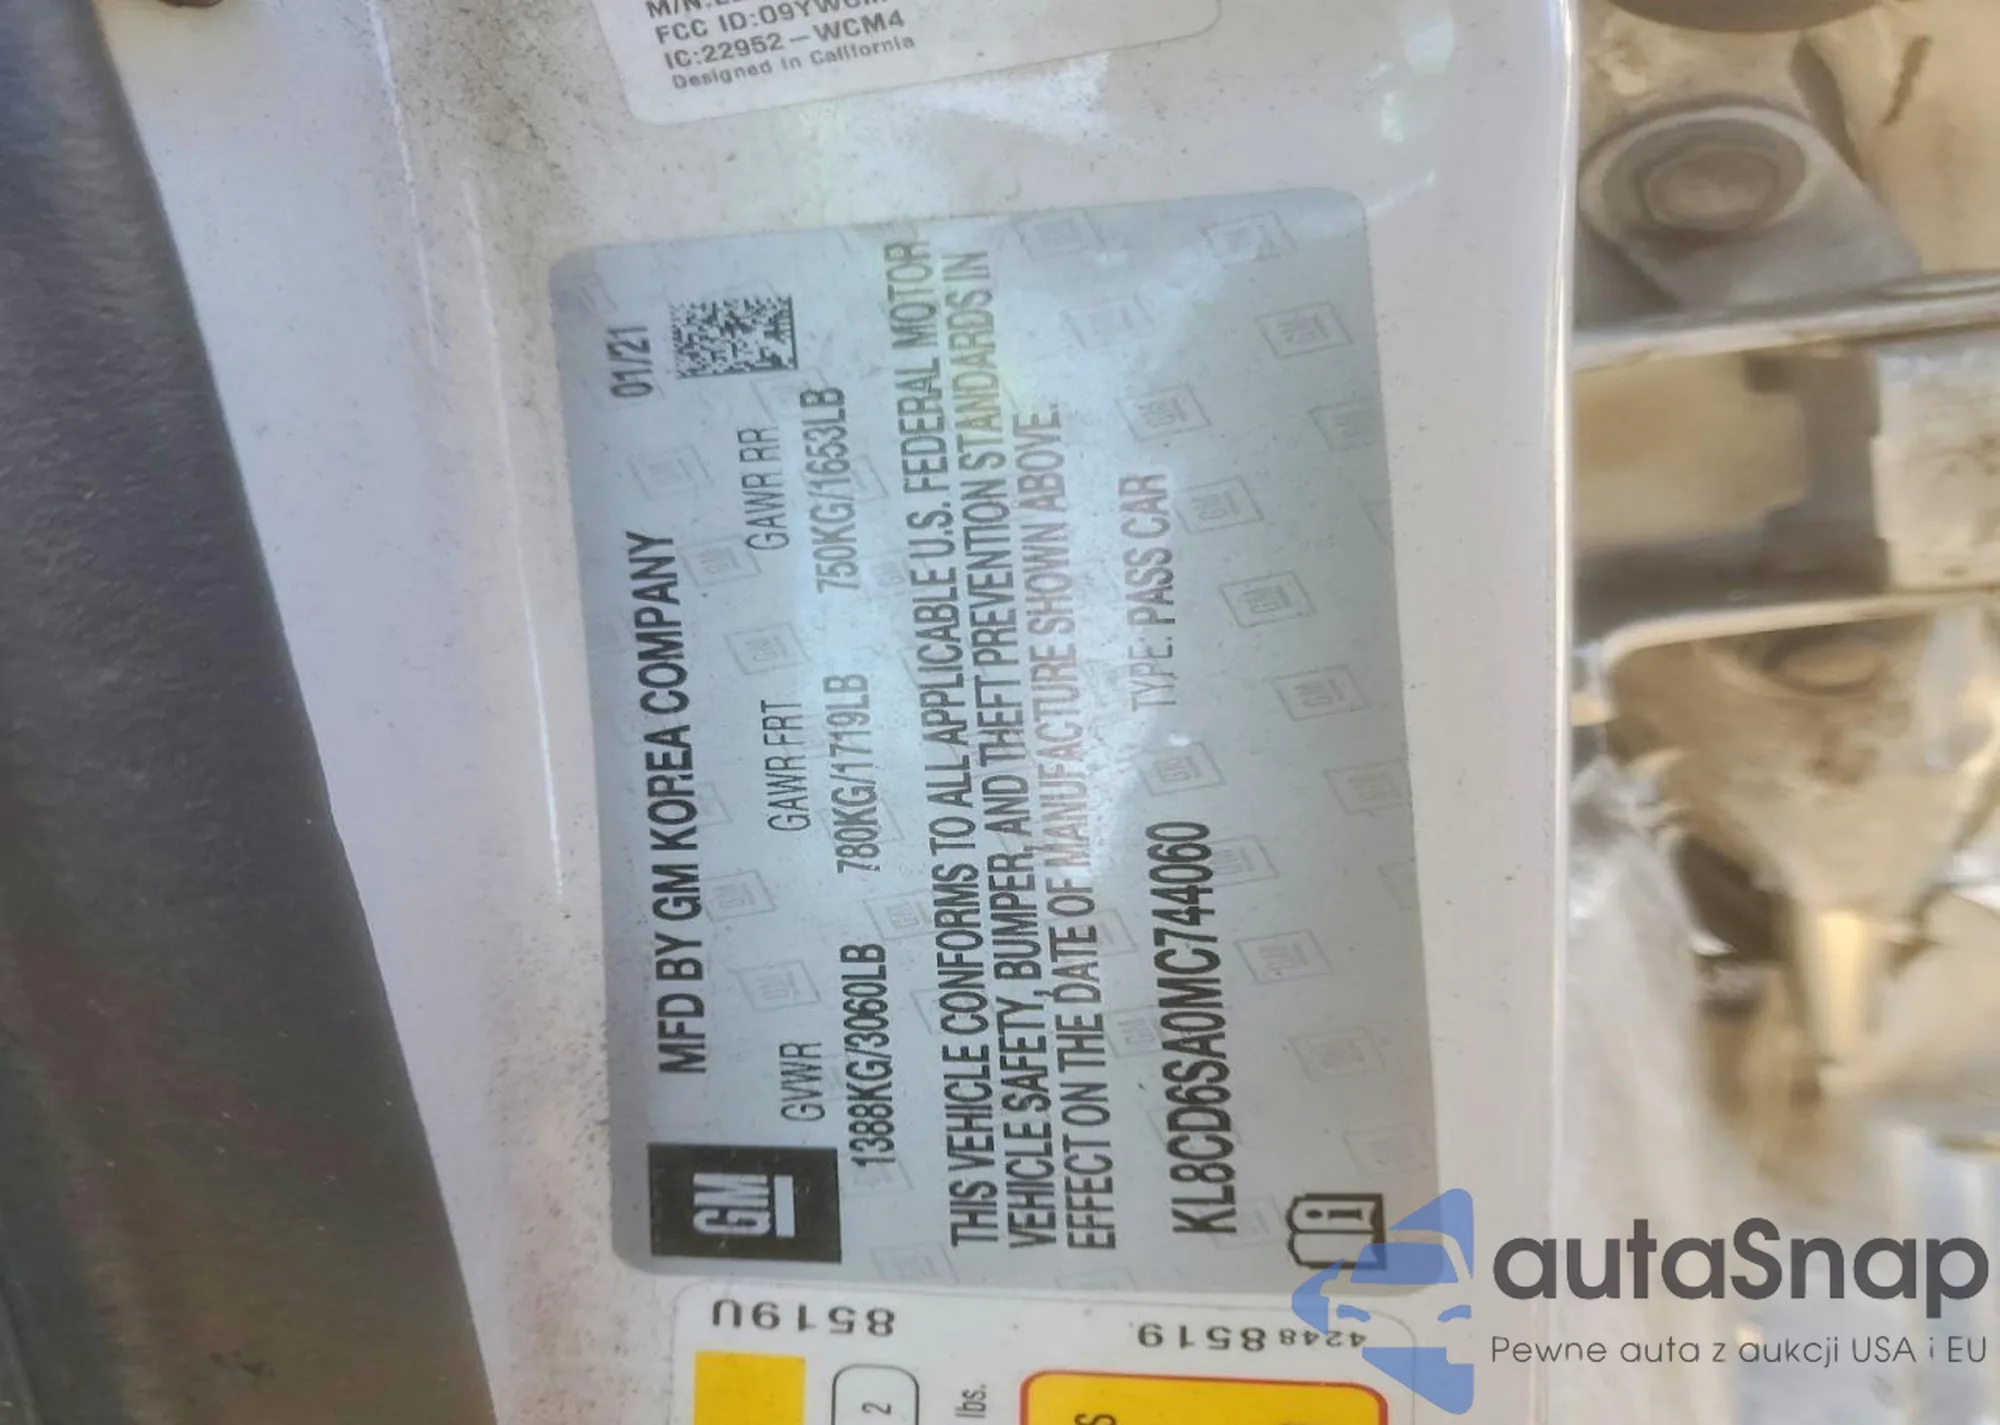 FCC ID:O9YWCM
IC:22952-WCM4
Designed in California
01/21
MFD BY GM KOREA COMPANY
GM
GVWR GAWR FRT GAWR RR
1388KG/3060LB 780KG/1719LB 750KG/1653LB
THIS VEHICLE CONFORMS TO ALL APPLICABLE U.S. FEDERAL MOTOR
VEHICLE SAFETY, BUMPER, AND THEFT PREVENTION STANDARDS IN
EFFECT ON THE DATE OF MANUFACTURE SHOWN ABOVE.
KL8CD6SA0MC744060 TYPE: PASS CAR
8519U
42488519
2
lbs.
autaSnap
Pewne auta z aukcji USA i EU